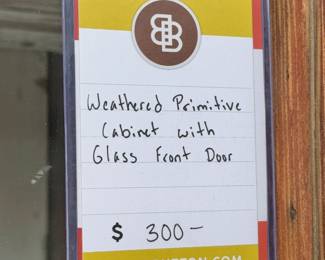 Weathered Primitive
Cabinet with
Glass Front Door
$ 300-